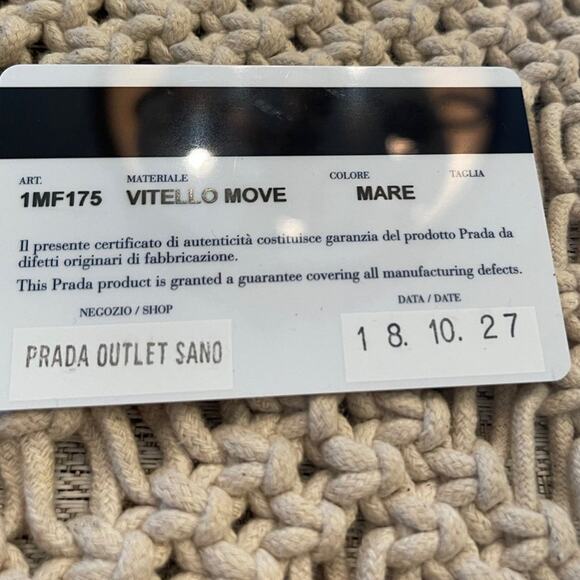 ART. MATERIALE COLORE TAGLIA
1MF175 VITELLO MOVE MARE
Il presente certificato di autenticità costituisce garanzia del prodotto Prada da
difetti originari di fabbricazione.
This Prada product is granted a guarantee covering all manufacturing defects.
NEGOZIO / SHOP DATA / DATE
PRADA OUTLET SANO 18. 10. 27